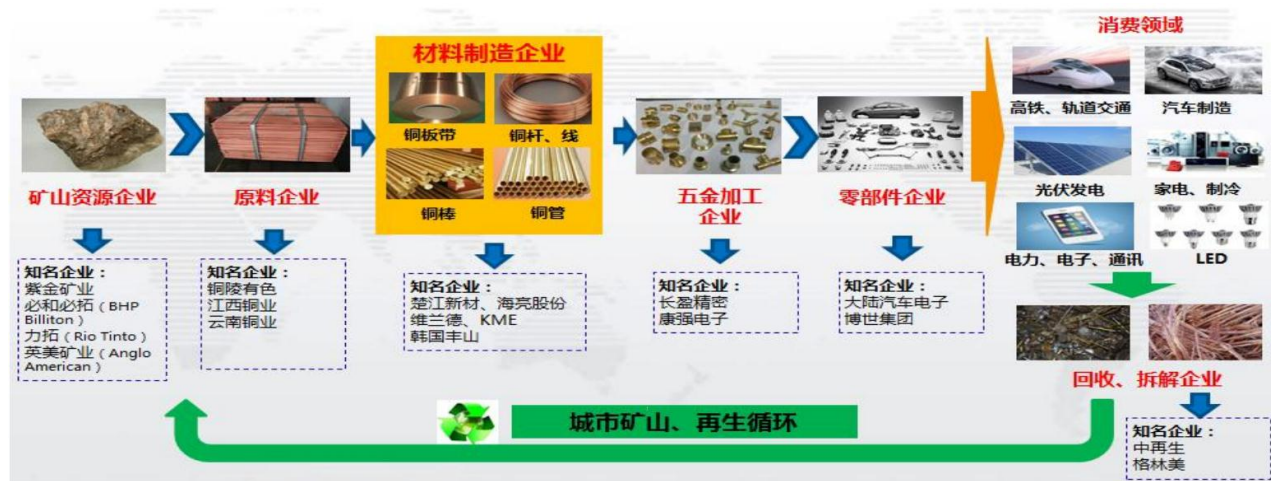 消费领域
材料制造企业
高铁、轨道交通
汽车制造
铜板带
铜杆、线
铜棒
铜管
矿山资源企业
原料企业
五金加工
企业
零部件企业
光伏发电
家电、制冷
电力、电子、通讯
LED
知名企业：
紫金矿业
必和必拓（BHP
Billiton）
力拓（Rio Tinto）
英美矿业（Anglo
American）
知名企业：
铜陵有色
江西铜业
云南铜业
知名企业：
楚江新材、海亮股份
维兰德、KME
韩国丰山
知名企业：
长盈精密
康强电子
知名企业：
大陆汽车电子
博世集团
回收、拆解企业
城市矿山、再生循环
知名企业：
中再生
格林美